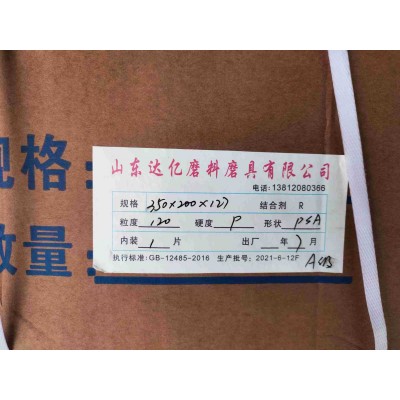 规格:
数量:
山东达亿磨料磨具有限公司
电话:13812080366
规格 350×200×127 结合剂 R
粒度 120 硬度 P 形状 PSA
内装 1 片 出厂 年 7 月
执行标准:GB-12485-2016 生产批号:2021-6-12F